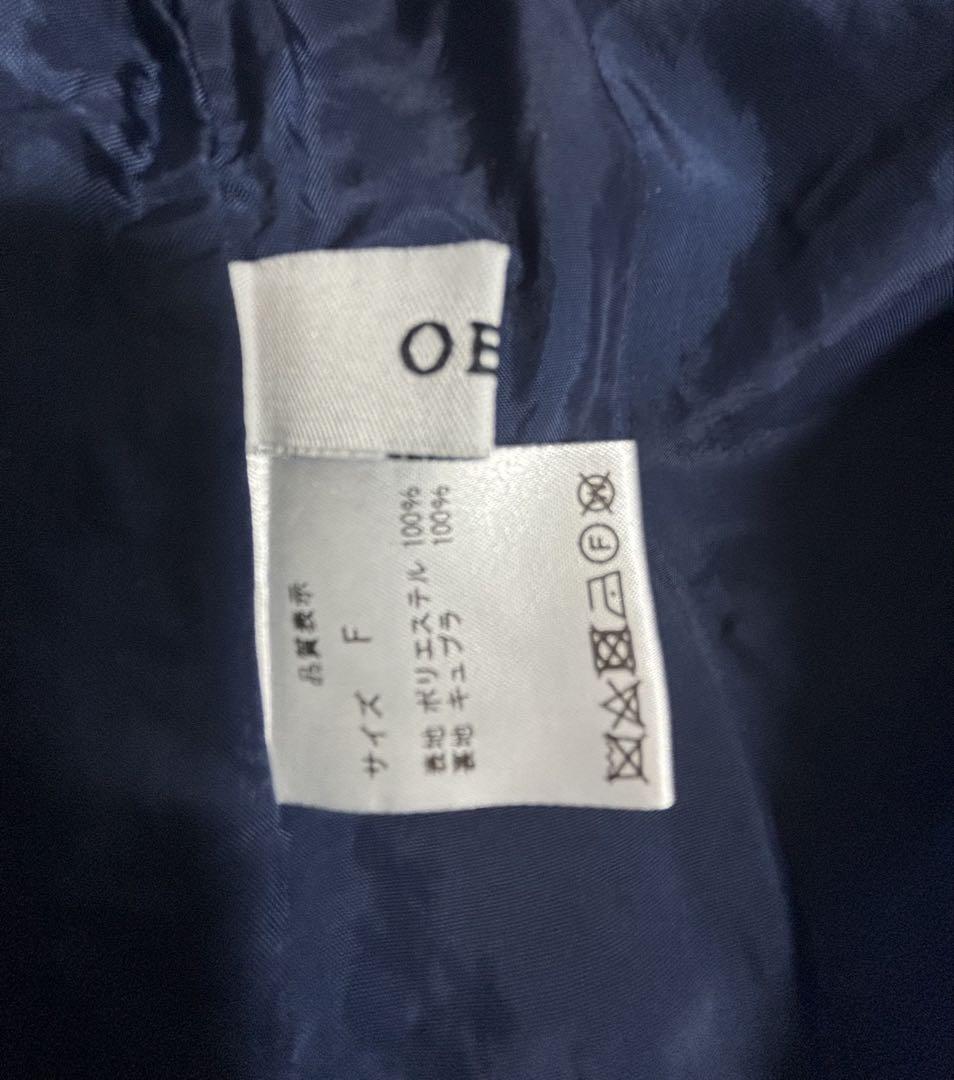 OE
品質表示
サイズ F
表地 ポリエステル 100%
裏地 キュプラ 100%
F
W